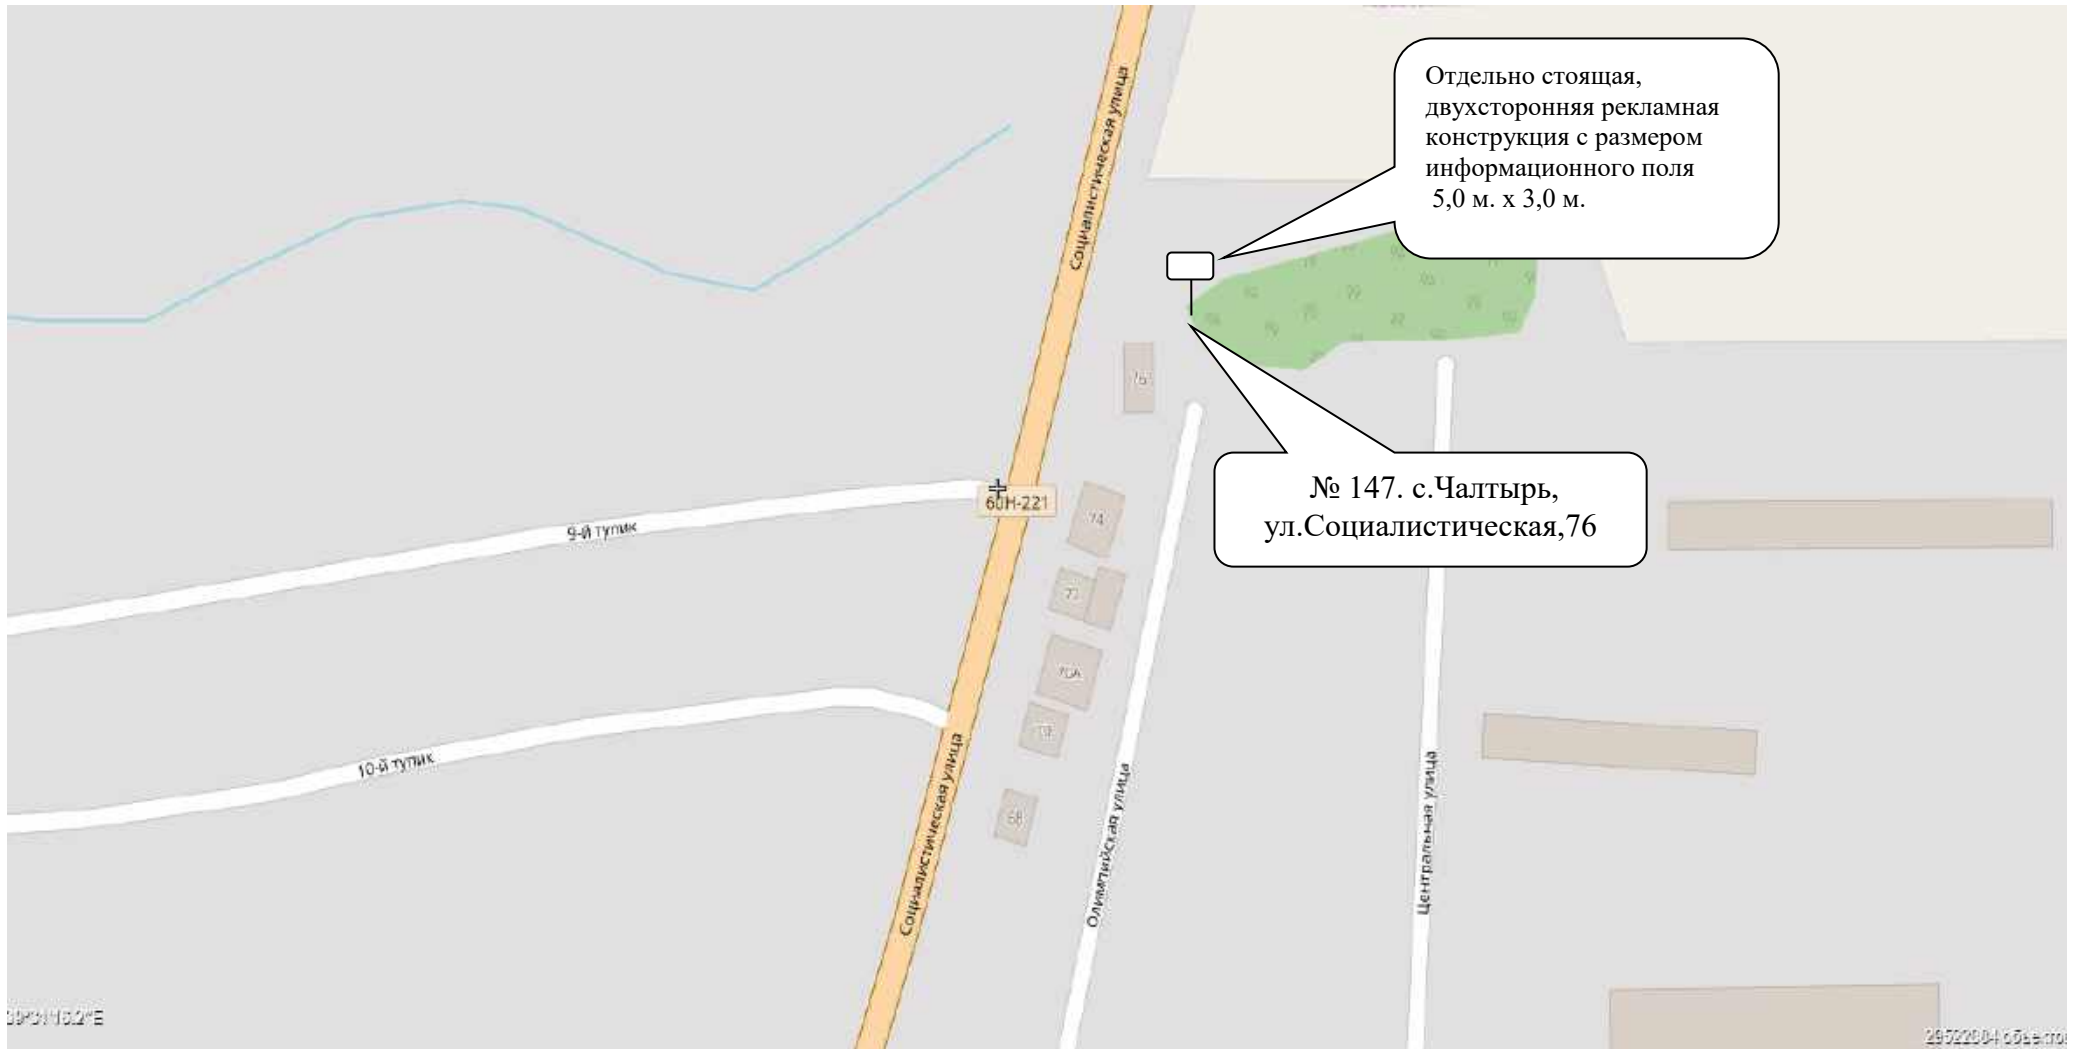 Отдельно стоящая,
двухсторонняя рекламная
конструкция с размером
информационного поля
5,0 м. х 3,0 м.
Социалистическая улица
76
№ 147. с.Чалтырь,
ул.Социалистическая,76
60Н-221
74
9-й тупик
72
70А
10-й тупик
68
Социалистическая улица
Олимпийская улица
Центральная улица